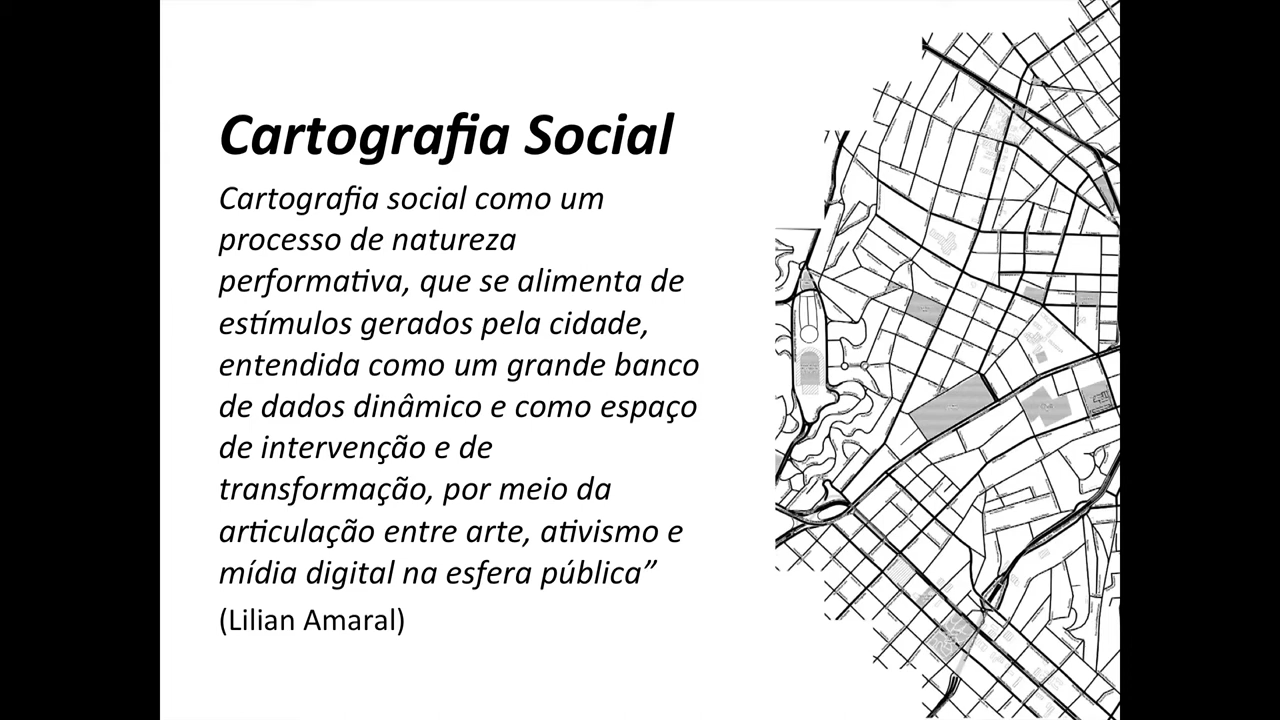 Cartografia Social
Cartografia social como um
processo de natureza
performativa, que se alimenta de
estímulos gerados pela cidade,
entendida como um grande banco
de dados dinâmico e como espaço
de intervenção e de
transformação, por meio da
articulação entre arte, ativismo e
mídia digital na esfera pública”
(Lilian Amaral)